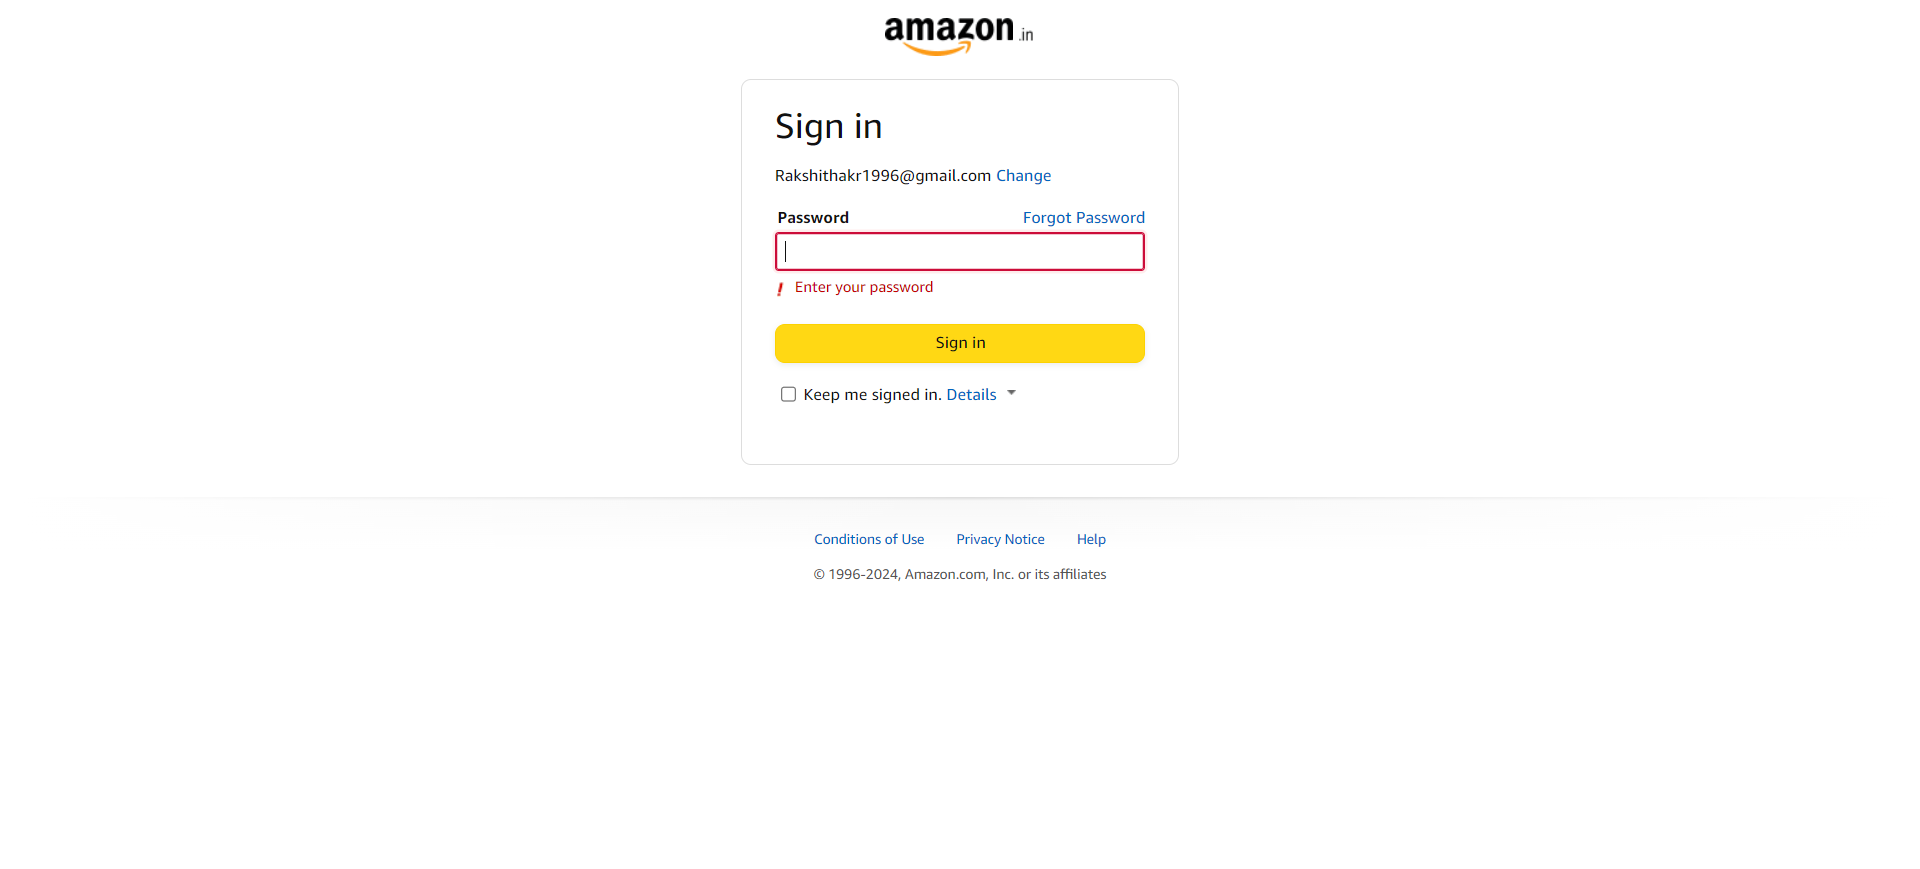 amazon.in
Sign in
Rakshithakr1996@gmail.com Change
Password Forgot Password
! Enter your password
Sign in
Keep me signed in. Details
Conditions of Use Privacy Notice Help
© 1996-2024, Amazon.com, Inc. or its affiliates